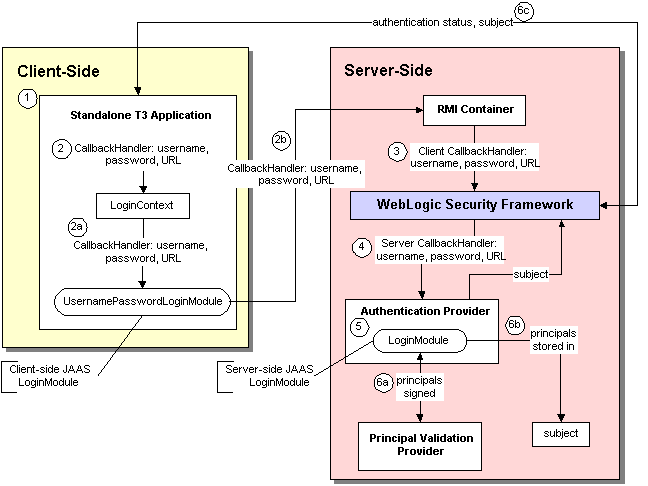 6c
authentication status, subject
Client-Side
Server-Side
1
Standalone T3 Application
2
CallbackHandler: username,
password, URL
LoginContext
2a
CallbackHandler: username,
password, URL
UsernamePasswordLoginModule
Client-side JAAS
LoginModule
2b
CallbackHandler: username,
password, URL
RMI Container
3
Client CallbackHandler:
username, password, URL
WebLogic Security Framework
4
Server CallbackHandler:
username, password, URL
subject
Authentication Provider
5
LoginModule
Server-side JAAS
LoginModule
6b
principals
stored in
6a
principals
signed
subject
Principal Validation
Provider